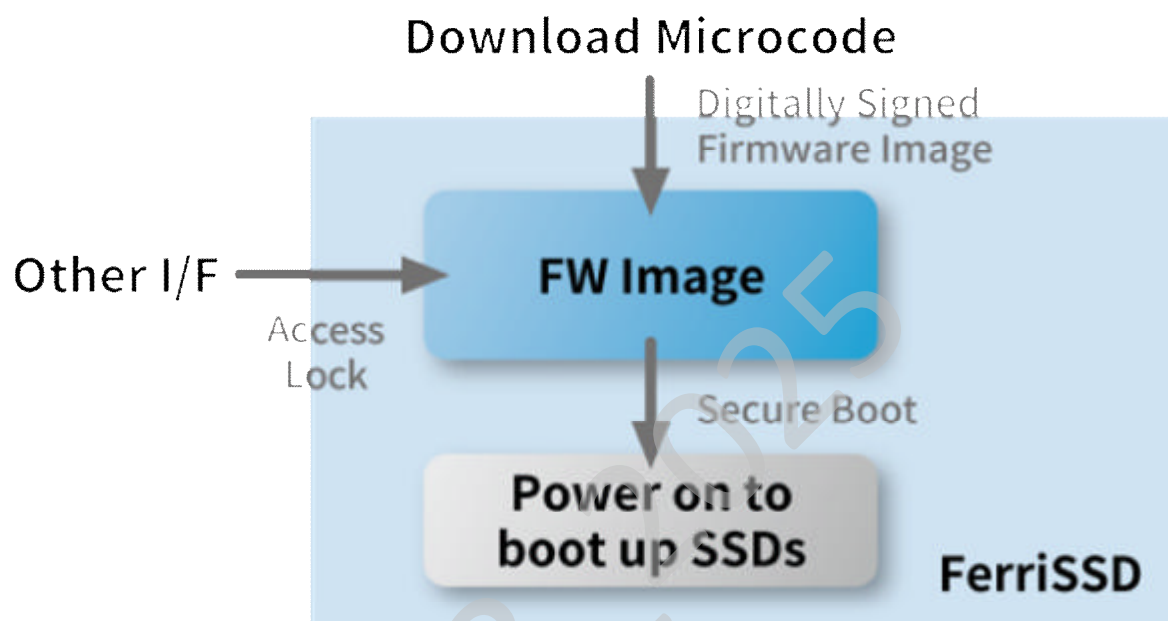 Download Microcode
Digitally Signed
Firmware Image
Other I/F
FW Image
Access
Lock
Secure Boot
Power on to
boot up SSDs
FerriSSD
2025